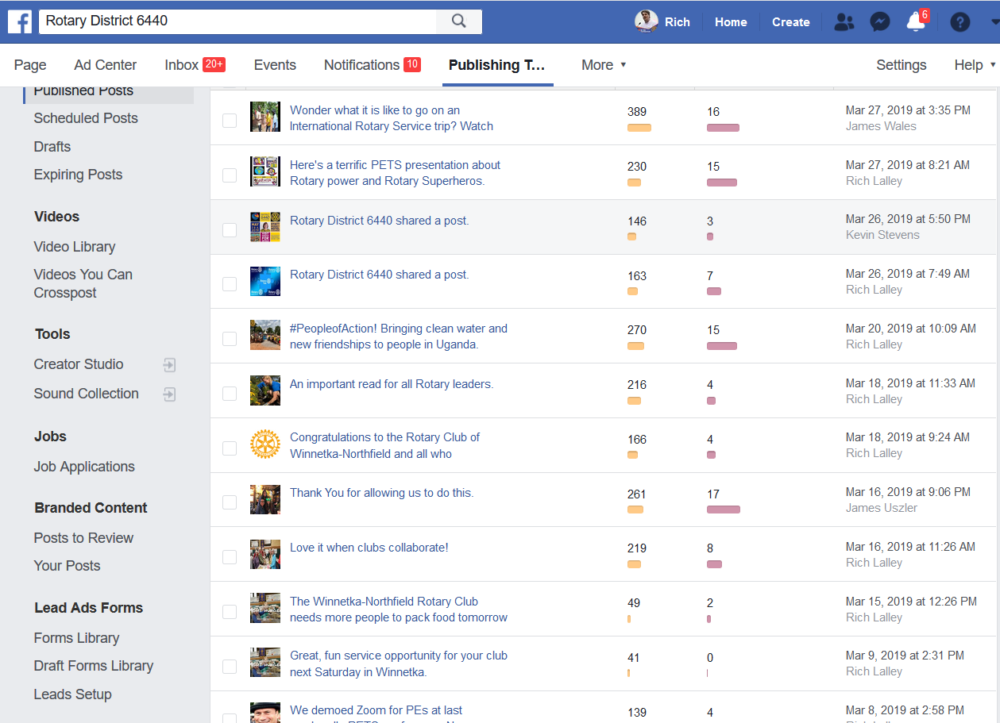 Rotary District 6440
Rich
Home
Create
6
Page
Ad Center
Inbox 20+
Events
Notifications 10
Publishing T...
More
Settings
Help
Published Posts
Scheduled Posts
Drafts
Expiring Posts
Videos
Video Library
Videos You Can
Crosspost
Tools
Creator Studio
Sound Collection
Jobs
Job Applications
Branded Content
Posts to Review
Your Posts
Lead Ads Forms
Forms Library
Draft Forms Library
Leads Setup
Wonder what it is like to go on an
International Rotary Service trip? Watch
389
16
Mar 27, 2019 at 3:35 PM
James Wales
Here's a terrific PETS presentation about
Rotary power and Rotary Superheros.
230
15
Mar 27, 2019 at 8:21 AM
Rich Lalley
Rotary District 6440 shared a post.
146
3
Mar 26, 2019 at 5:50 PM
Kevin Stevens
Rotary District 6440 shared a post.
163
7
Mar 26, 2019 at 7:49 AM
Rich Lalley
#PeopleofAction! Bringing clean water and
new friendships to people in Uganda.
270
15
Mar 20, 2019 at 10:09 AM
Rich Lalley
An important read for all Rotary leaders.
216
4
Mar 18, 2019 at 11:33 AM
Rich Lalley
Congratulations to the Rotary Club of
Winnetka-Northfield and all who
166
4
Mar 18, 2019 at 9:24 AM
Rich Lalley
Thank You for allowing us to do this.
261
17
Mar 16, 2019 at 9:06 PM
James Uszler
Love it when clubs collaborate!
219
8
Mar 16, 2019 at 11:26 AM
Rich Lalley
The Winnetka-Northfield Rotary Club
needs more people to pack food tomorrow
49
2
Mar 15, 2019 at 12:26 PM
Rich Lalley
Great, fun service opportunity for your club
next Saturday in Winnetka.
41
0
Mar 9, 2019 at 2:31 PM
Rich Lalley
We demoed Zoom for PEs at last
139
4
Mar 8, 2019 at 2:58 PM